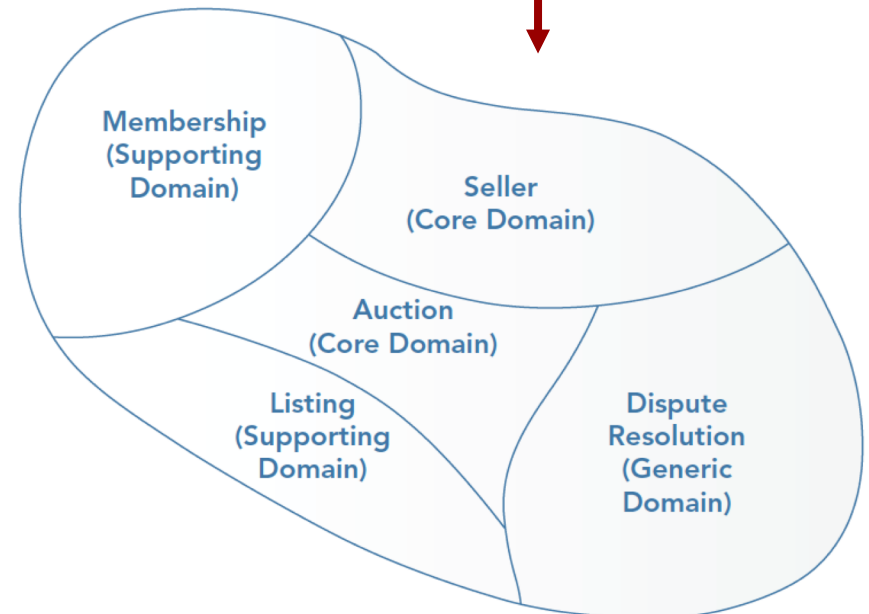 Membership
(Supporting
Domain)
Seller
(Core Domain)
Auction
(Core Domain)
Listing
(Supporting
Domain)
Dispute
Resolution
(Generic
Domain)